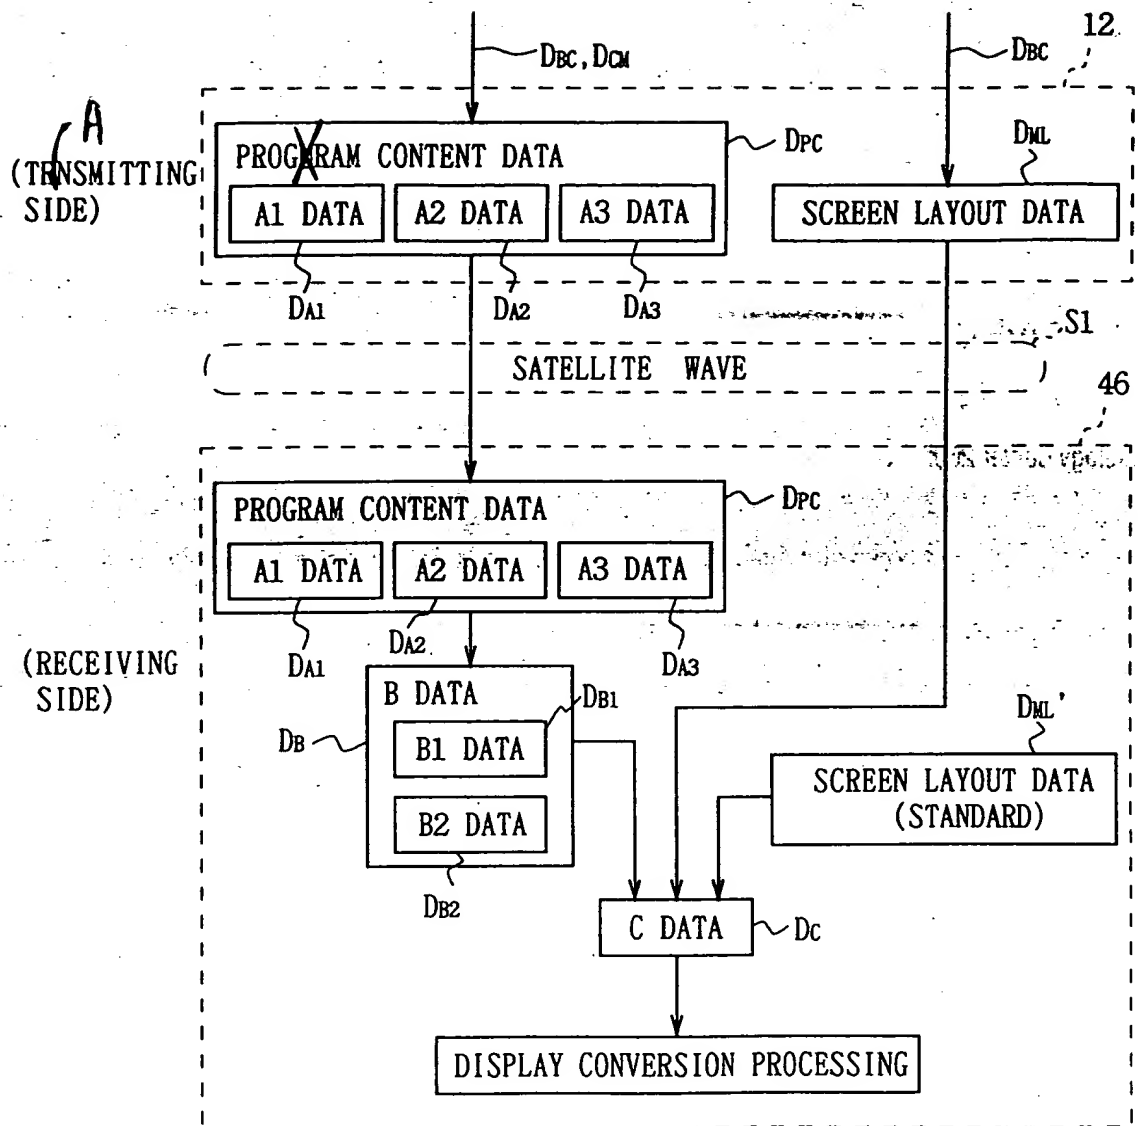 12
DBC, DCM
DBC
A
(TRNSMITTING
SIDE)
PROGRAM CONTENT DATA
DPC
DML
A1 DATA
A2 DATA
A3 DATA
SCREEN LAYOUT DATA
DA1
DA2
DA3
S1
SATELLITE WAVE
46
PROGRAM CONTENT DATA
DPC
A1 DATA
A2 DATA
A3 DATA
DA1
DA2
DA3
(RECEIVING
SIDE)
B DATA
DB1
DB
B1 DATA
B2 DATA
DB2
DML'
SCREEN LAYOUT DATA
(STANDARD)
C DATA
DC
DISPLAY CONVERSION PROCESSING